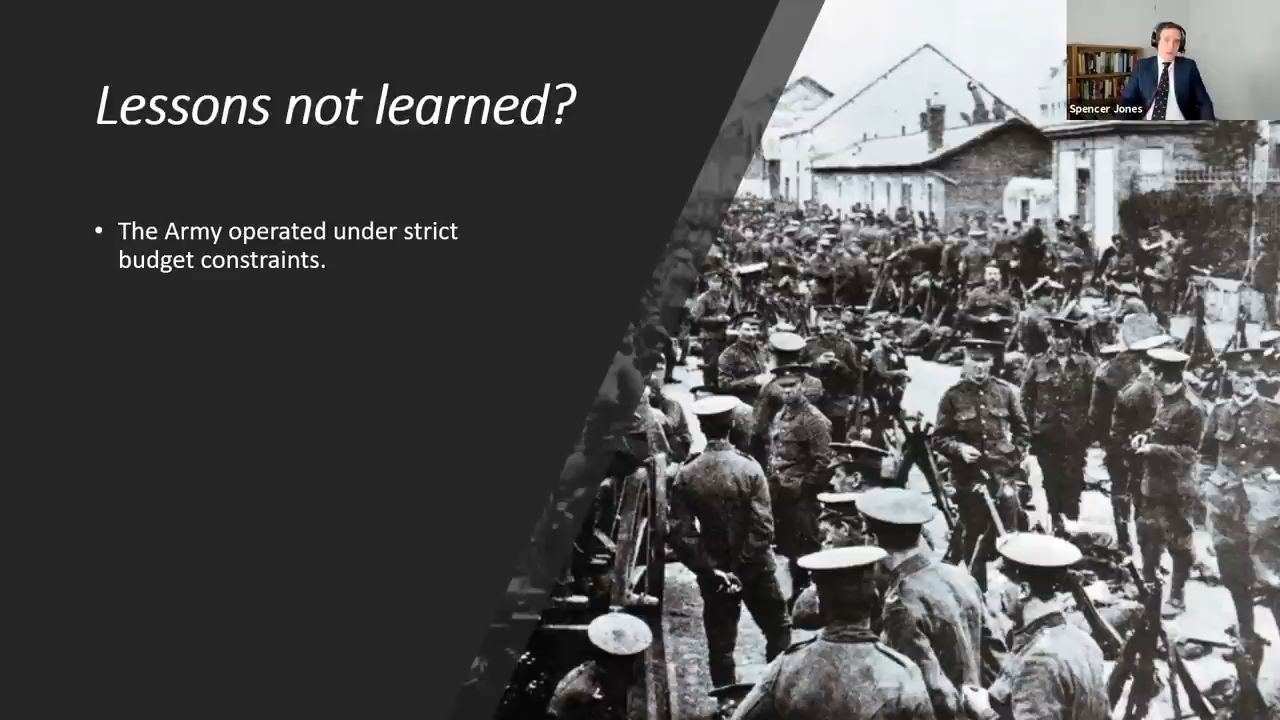 Lessons not learned?
• The Army operated under strict
budget constraints.
Spencer Jones